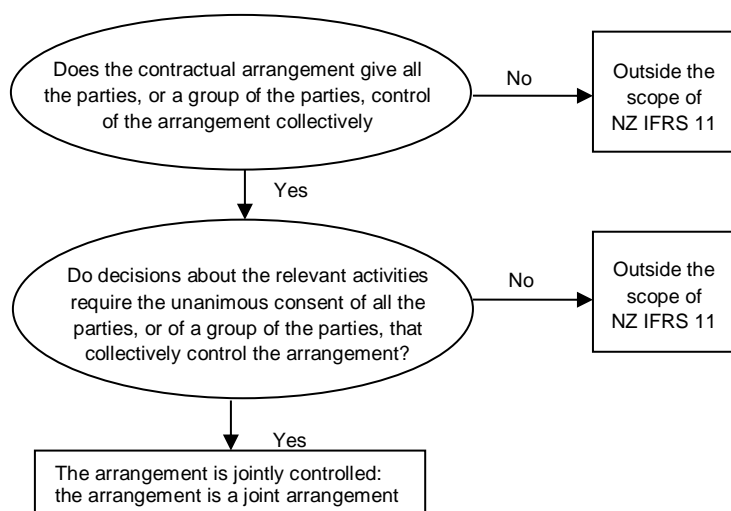 Does the contractual arrangement give all
the parties, or a group of the parties, control
of the arrangement collectively
No
Outside the
scope of
NZ IFRS 11
Yes
Do decisions about the relevant activities
require the unanimous consent of all the
parties, or of a group of the parties, that
collectively control the arrangement?
No
Outside the
scope of
NZ IFRS 11
Yes
The arrangement is jointly controlled:
the arrangement is a joint arrangement